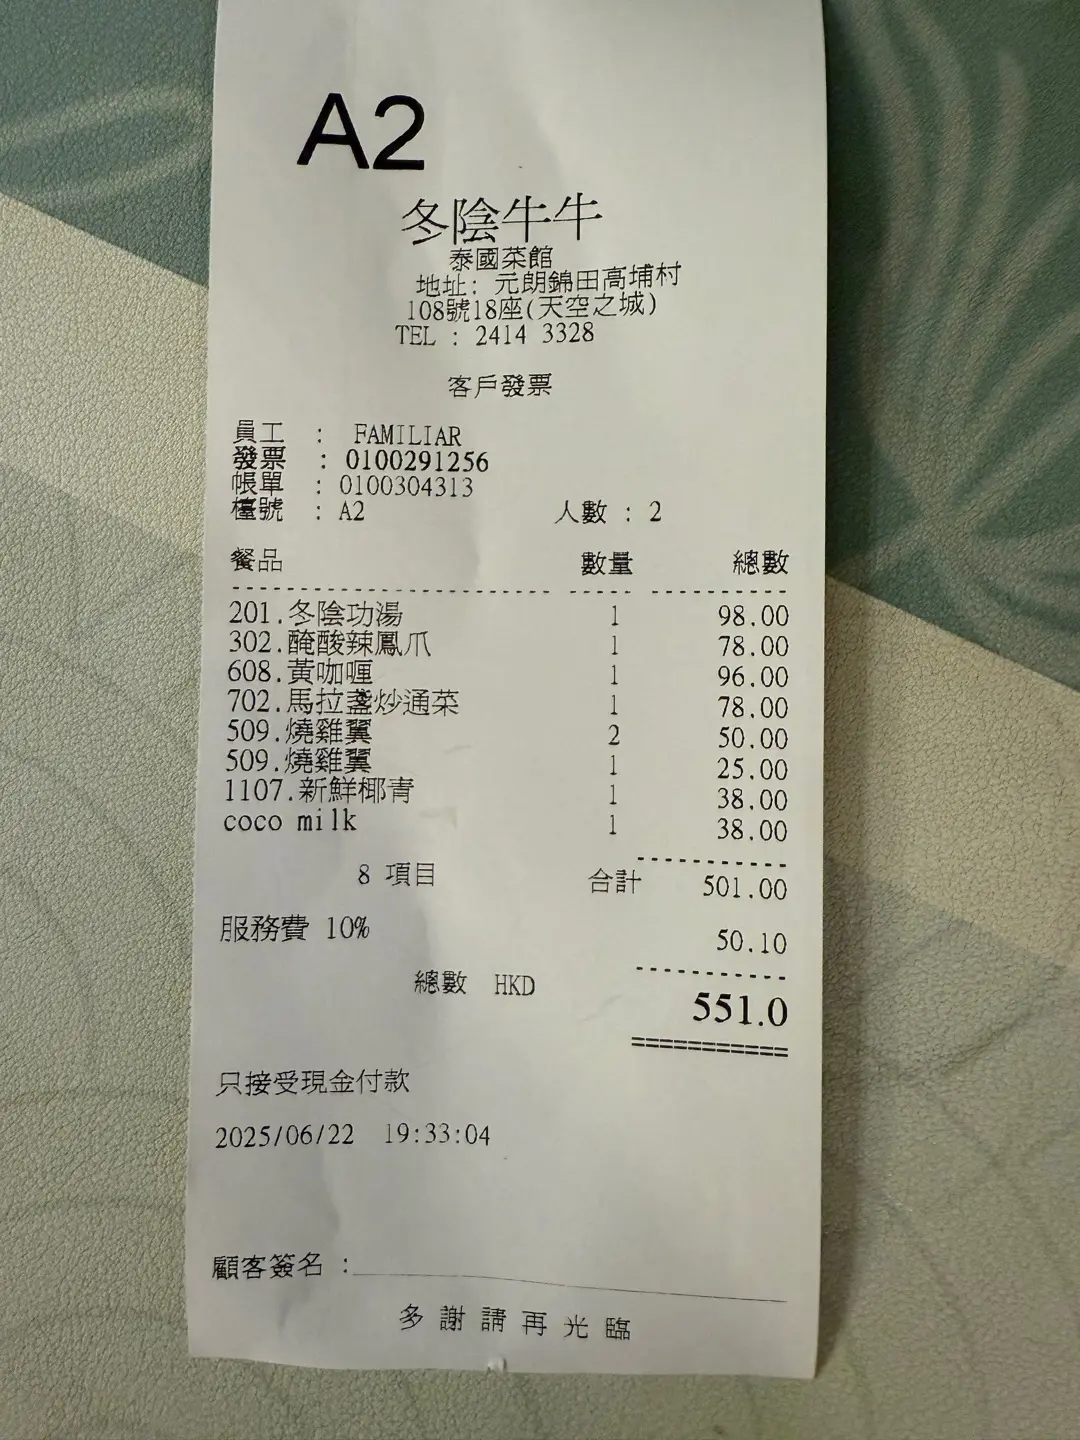 A2
冬陰牛牛
泰國菜館
地址: 元朗錦田高埔村
108號18座(天空之城)
TEL : 2414 3328
客戶發票
員工 : FAMILIAR
發票 : 0100291256
帳單 : 0100304313
檯號 : A2 人數 : 2
餐品 數量 總數
201.冬陰功湯 1 98.00
302.醃酸辣鳳爪 1 78.00
608.黃咖喱 1 96.00
702.馬拉盞炒通菜 1 78.00
509.燒雞翼 2 50.00
509.燒雞翼 1 25.00
1107.新鮮椰青 1 38.00
coco milk 1 38.00
8 項目 合計 501.00
服務費 10% 50.10
總數 HKD 551.0
只接受現金付款
2025/06/22 19:33:04
顧客簽名 :
多謝請再光臨